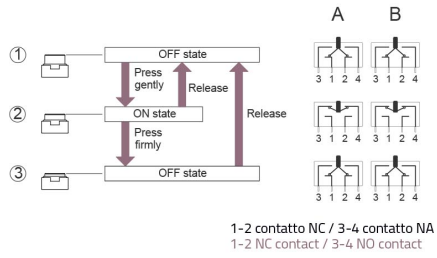 A B
① OFF state
3 1 2 4 3 1 2 4
Press
gently
Release
② ON state
3 1 2 4 3 1 2 4
Press
firmly
Release
③ OFF state
3 1 2 4 3 1 2 4
1-2 contatto NC / 3-4 contatto NA
1-2 NC contact / 3-4 NO contact